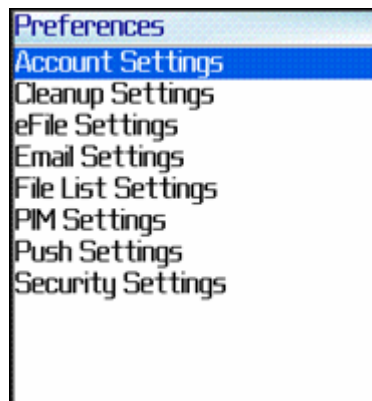 Preferences
Account Settings
Cleanup Settings
eFile Settings
Email Settings
File List Settings
PIM Settings
Push Settings
Security Settings